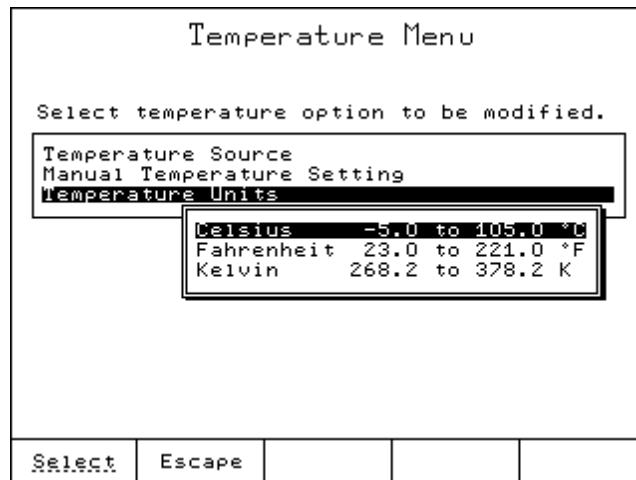 Temperature Menu
Select temperature option to be modified.
Temperature Source
Manual Temperature Setting
Temperature Units
Celsius -5.0 to 105.0 °C
Fahrenheit 23.0 to 221.0 °F
Kelvin 268.2 to 378.2 K
Select Escape